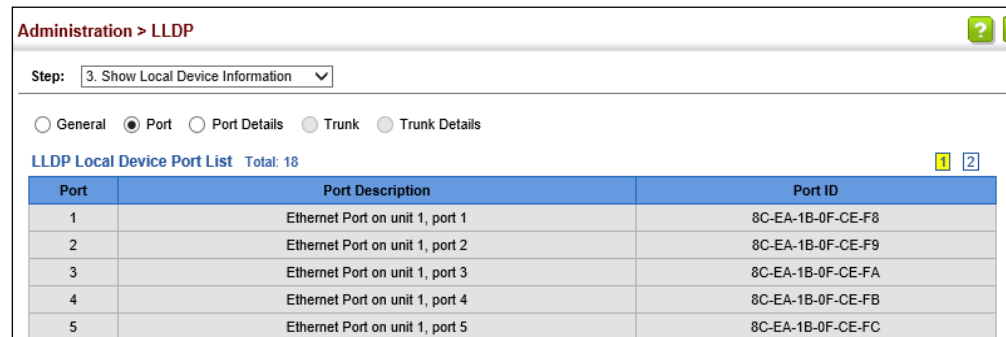 Administration > LLDP
?
Step: 3. Show Local Device Information
General Port Port Details Trunk Trunk Details
LLDP Local Device Port List Total: 18 1 2
Port Port Description Port ID
1 Ethernet Port on unit 1, port 1 8C-EA-1B-0F-CE-F8
2 Ethernet Port on unit 1, port 2 8C-EA-1B-0F-CE-F9
3 Ethernet Port on unit 1, port 3 8C-EA-1B-0F-CE-FA
4 Ethernet Port on unit 1, port 4 8C-EA-1B-0F-CE-FB
5 Ethernet Port on unit 1, port 5 8C-EA-1B-0F-CE-FC